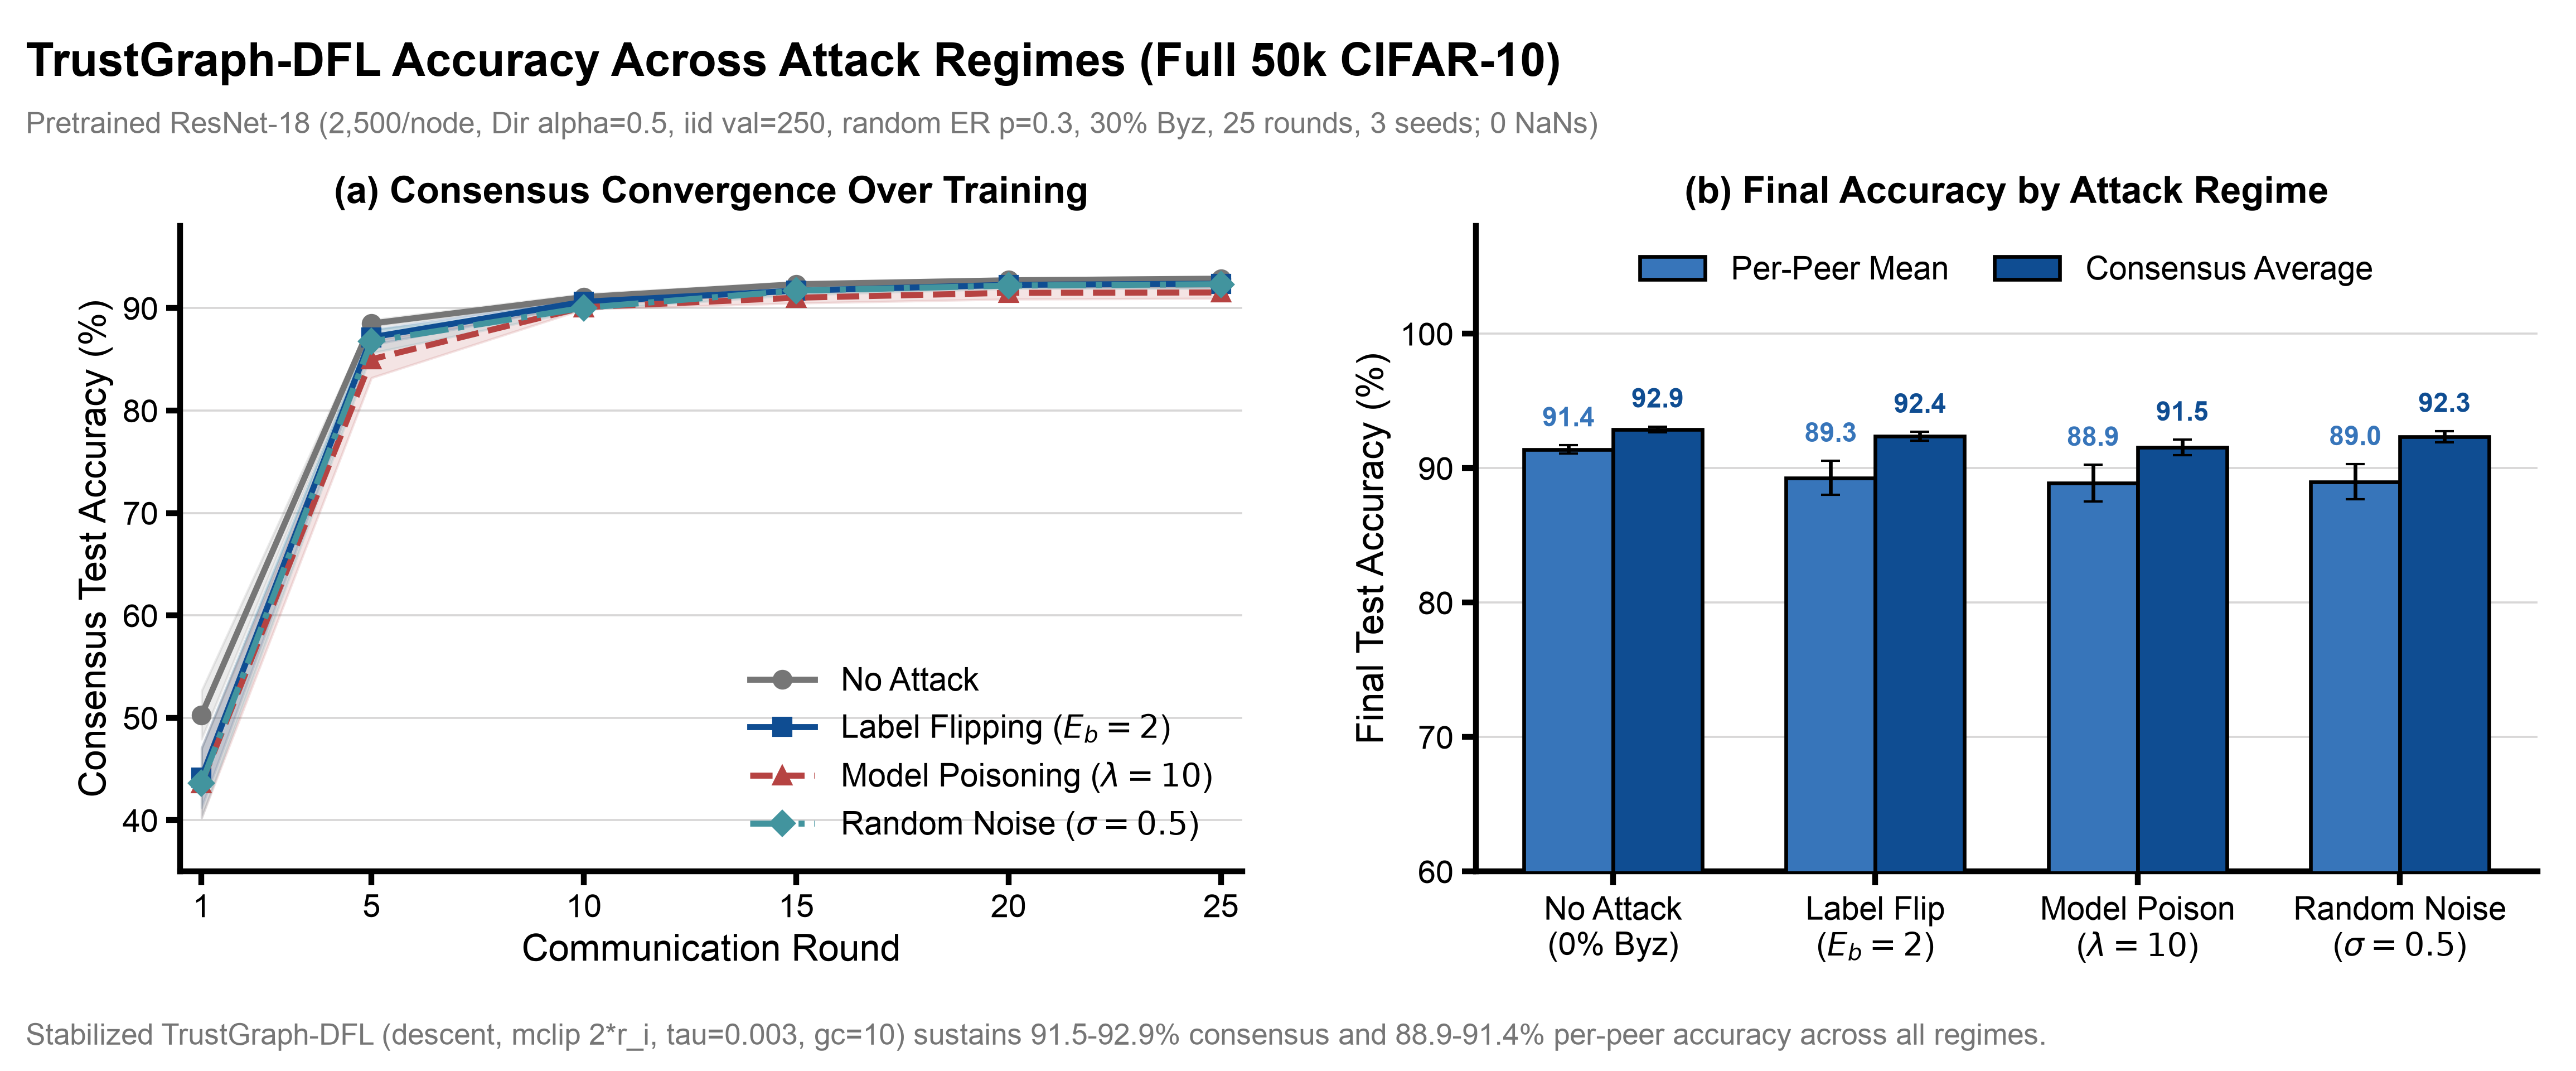 TrustGraph-DFL Accuracy Across Attack Regimes (Full 50k CIFAR-10)
Pretrained ResNet-18 (2,500/node, Dir alpha=0.5, iid val=250, random ER p=0.3, 30% Byz, 25 rounds, 3 seeds; 0 NaNs)
(a) Consensus Convergence Over Training
Consensus Test Accuracy (%)
90
80
70
60
50
40
No Attack
Label Flipping (E_b = 2)
Model Poisoning (λ = 10)
Random Noise (σ = 0.5)
1 5 10 15 20 25
Communication Round
(b) Final Accuracy by Attack Regime
Per-Peer Mean Consensus Average
Final Test Accuracy (%)
100
90
80
70
60
91.4 92.9 89.3 92.4 88.9 91.5 89.0 92.3
No Attack Label Flip Model Poison Random Noise
(0% Byz) (E_b = 2) (λ = 10) (σ = 0.5)
Stabilized TrustGraph-DFL (descent, mclip 2*r_i, tau=0.003, gc=10) sustains 91.5-92.9% consensus and 88.9-91.4% per-peer accuracy across all regimes.